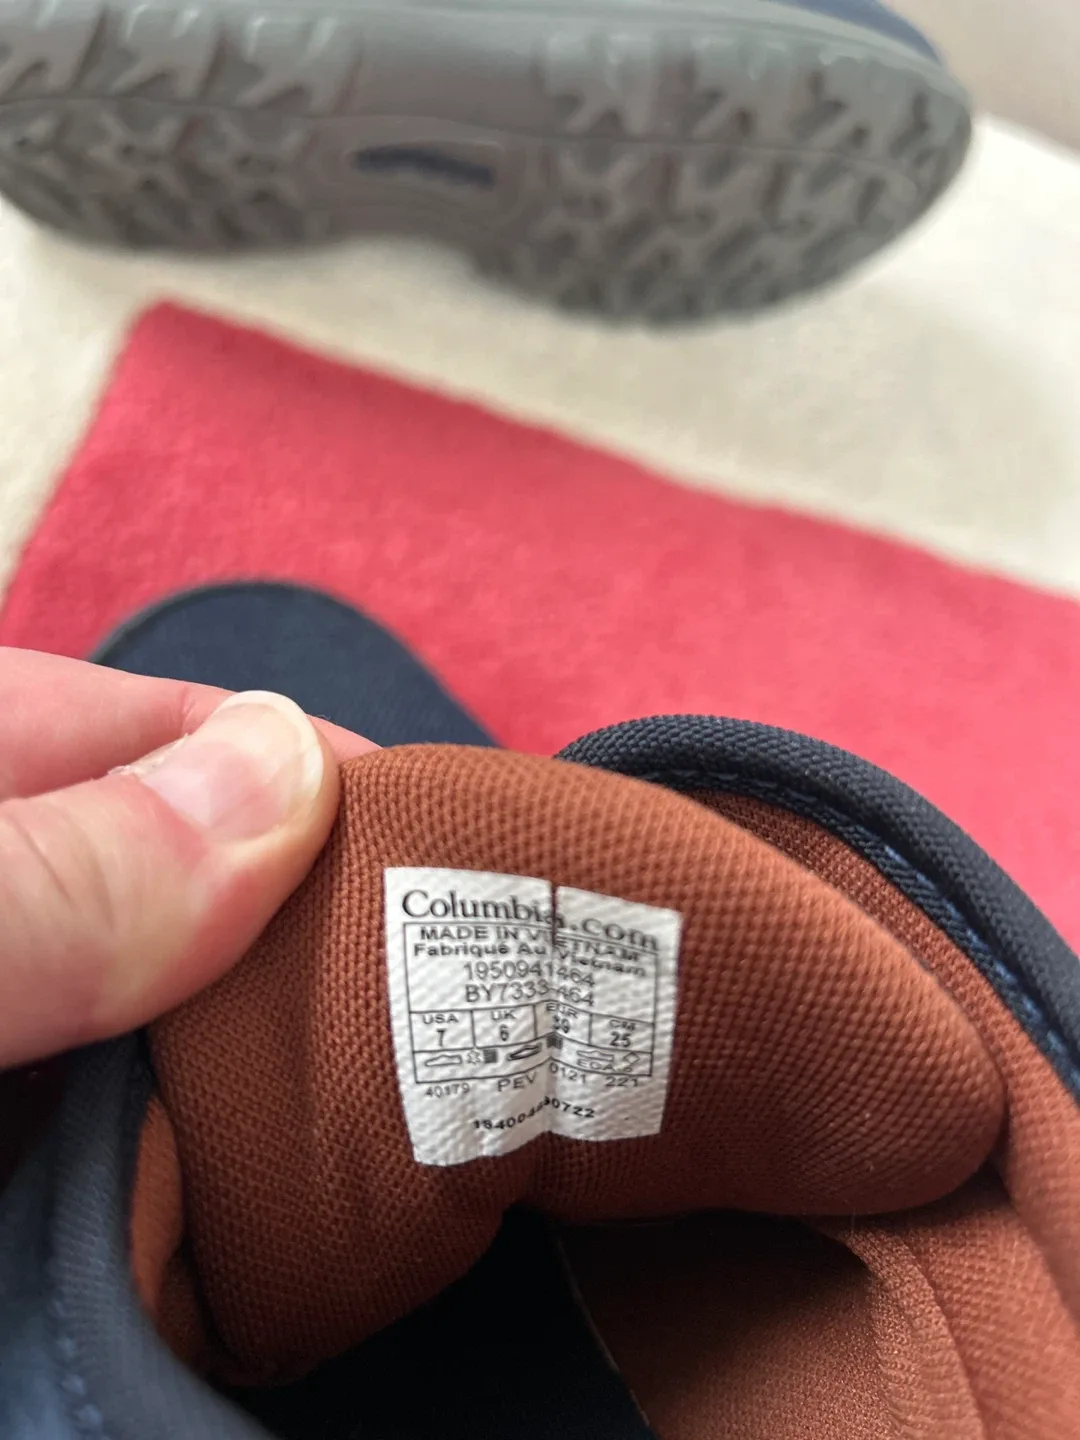 Columbia.com
MADE IN VIETNAM
Fabriqué Au Vietnam
1950941464
BY7333-464
USA UK EUR CM
7 6 39 25
40179 PEV 0121 221